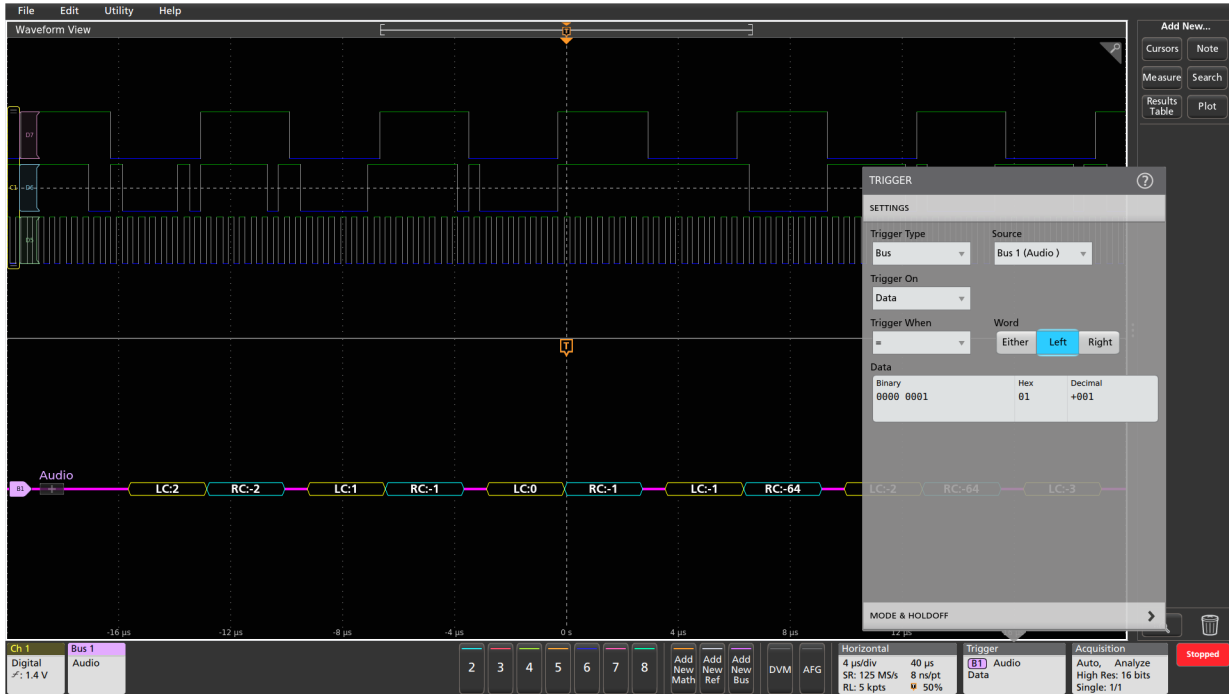 File Edit Utility Help
Waveform View
Add New...
Cursors Note
Measure Search
Results Table Plot
T
D7
C1 D6
D5
TRIGGER ?
SETTINGS
Trigger Type Source
Bus Bus 1 (Audio )
Trigger On
Data
Trigger When Word
= Either Left Right
Data
Binary Hex Decimal
0000 0001 01 +001
T
Audio
B1 + LC:2 RC:-2 LC:1 RC:-1 LC:0 RC:-1 LC:-1 RC:-64 LC:-2 RC:-64 LC:-3
MODE & HOLDOFF
-16 µs -12 µs -8 µs -4 µs 0 s 4 µs 8 µs 12 µs
Ch 1
Digital
: 1.4 V
Bus 1
Audio
2 3 4 5 6 7 8
Add New Math
Add New Ref
Add New Bus
DVM AFG
Horizontal
4 µs/div 40 µs
SR: 125 MS/s 8 ns/pt
RL: 5 kpts 50%
Trigger
B1 Audio
Data
Acquisition
Auto, Analyze
High Res: 16 bits
Single: 1/1
Stopped